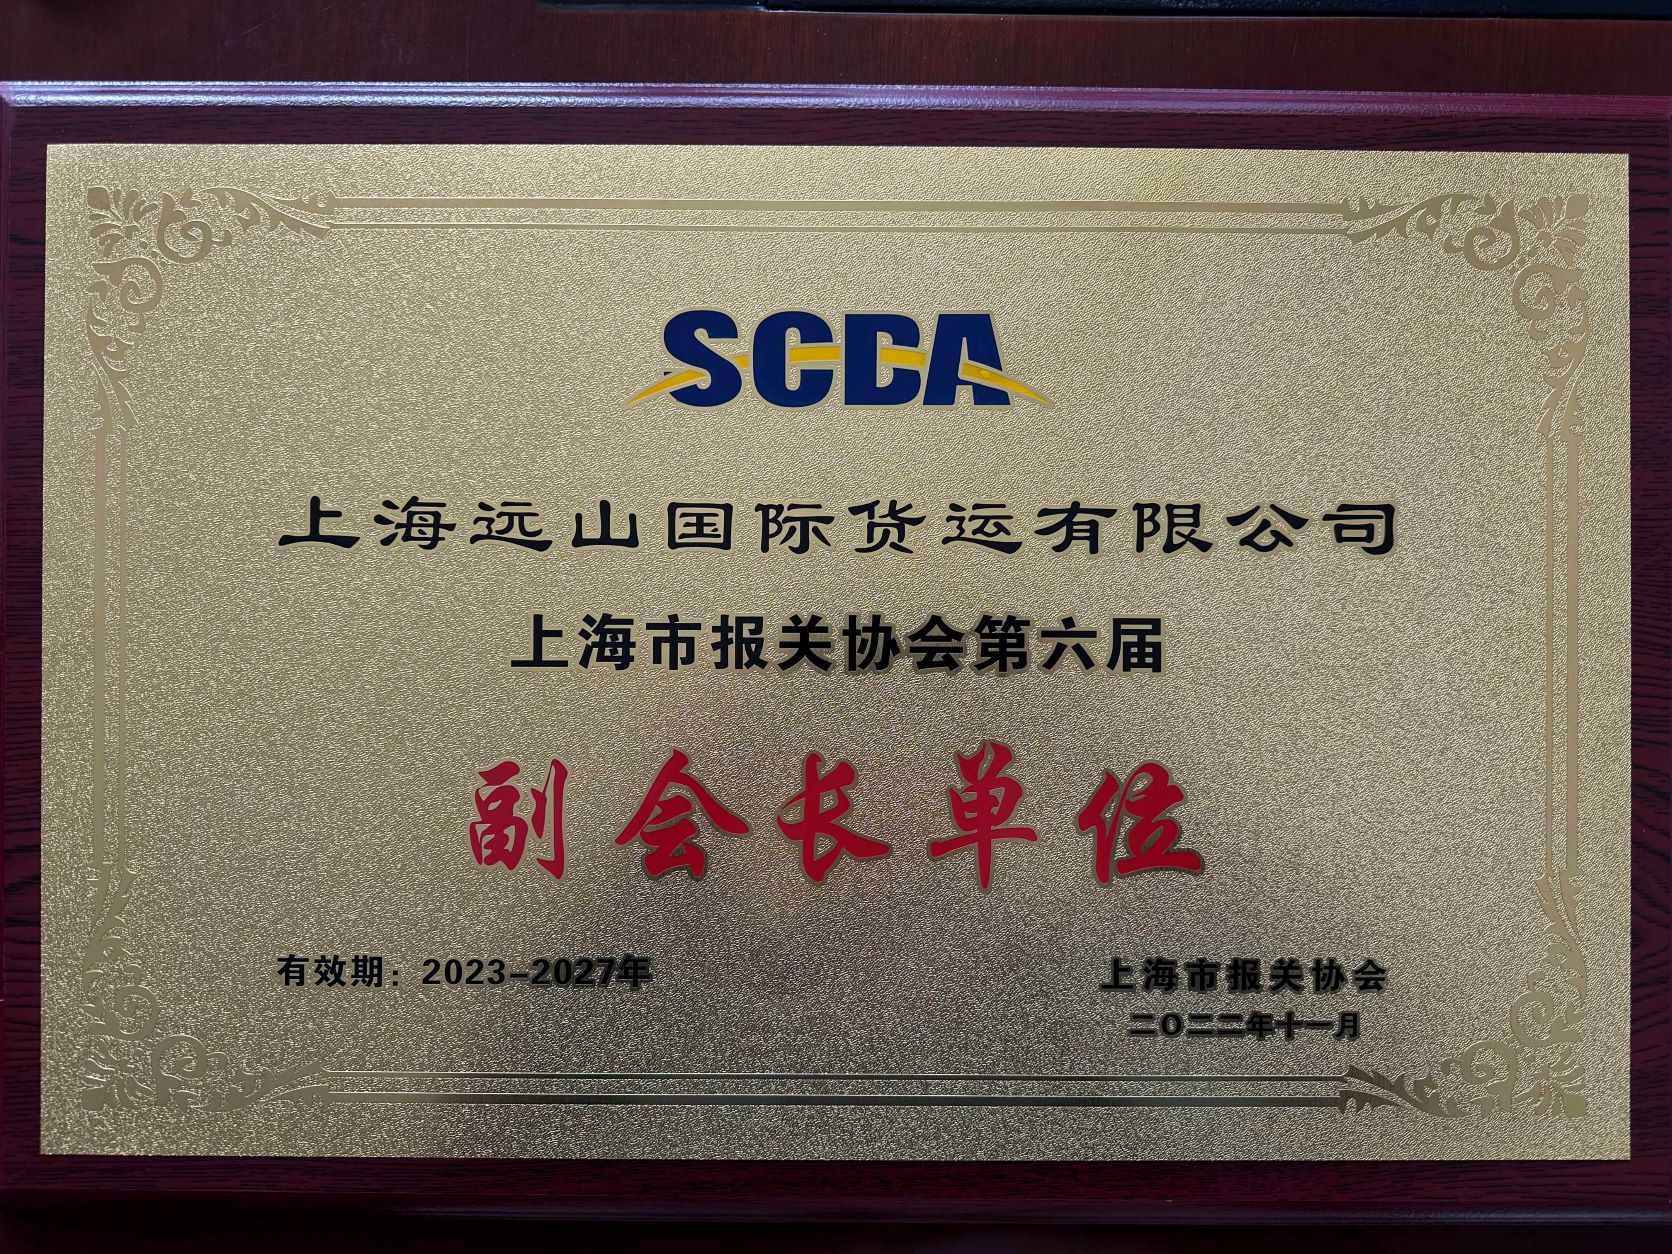 SCBA
上海远山国际货运有限公司
上海市报关协会第六届
副会长单位
有效期：2023-2027年
上海市报关协会
二〇二二年十一月